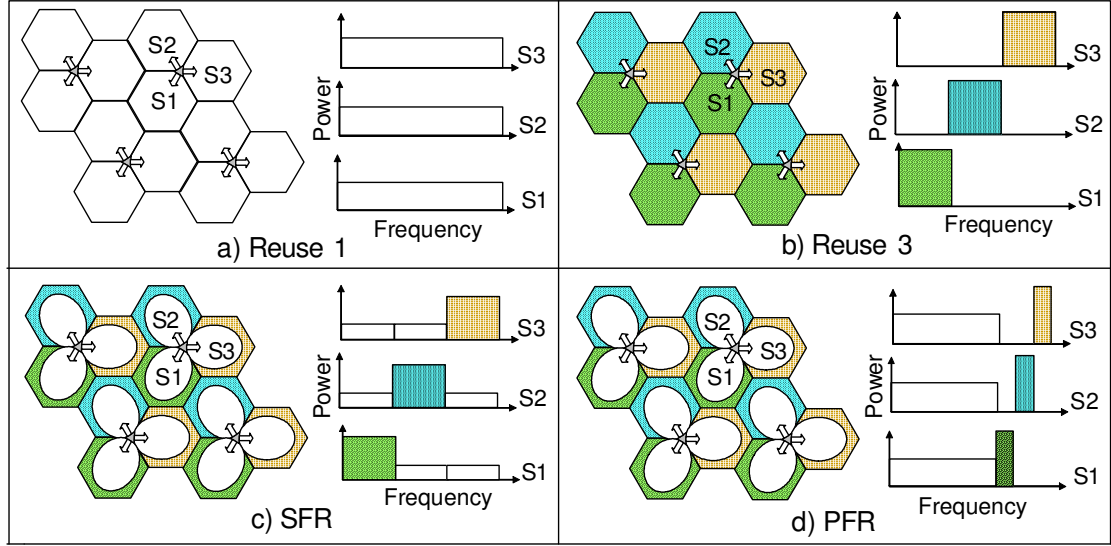 S2
S3
S1
Power
S3
S2
S1
Frequency
a) Reuse 1
S2
S3
S1
Power
S3
S2
S1
Frequency
b) Reuse 3
S2
S3
S1
Power
S3
S2
S1
Frequency
c) SFR
S2
S3
S1
Power
S3
S2
S1
Frequency
d) PFR